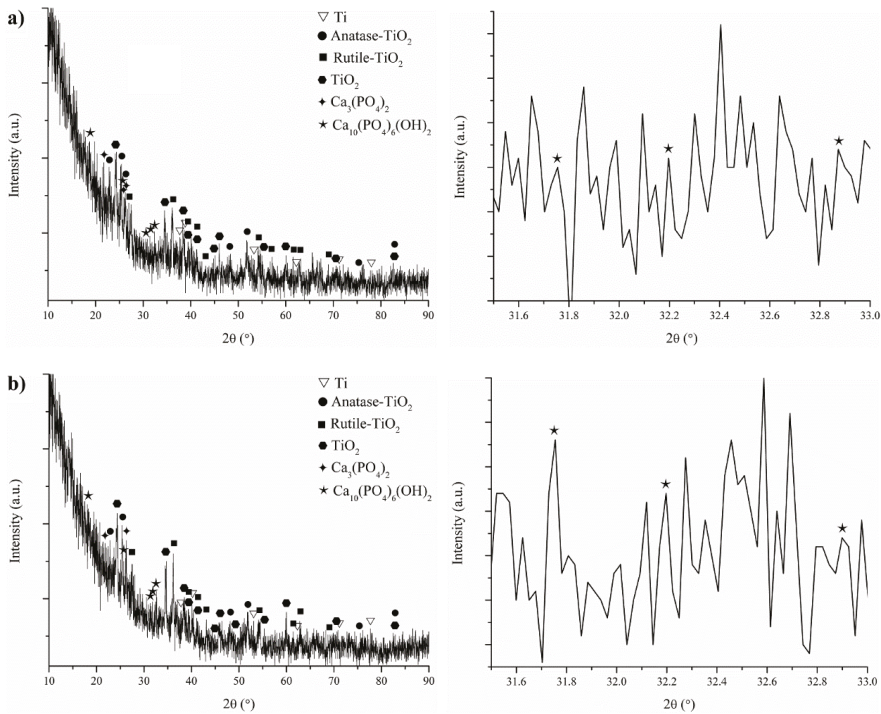 a)
Ti
Anatase-TiO2
Rutile-TiO2
TiO2
Ca3(PO4)2
Ca10(PO4)6(OH)2
Intensity (a.u.)
10 20 30 40 50 60 70 80 90
2θ (°)
Intensity (a.u.)
31.6 31.8 32.0 32.2 32.4 32.6 32.8 33.0
2θ (°)
b)
Ti
Anatase-TiO2
Rutile-TiO2
TiO2
Ca3(PO4)2
Ca10(PO4)6(OH)2
Intensity (a.u.)
10 20 30 40 50 60 70 80 90
2θ (°)
Intensity (a.u.)
31.6 31.8 32.0 32.2 32.4 32.6 32.8 33.0
2θ (°)